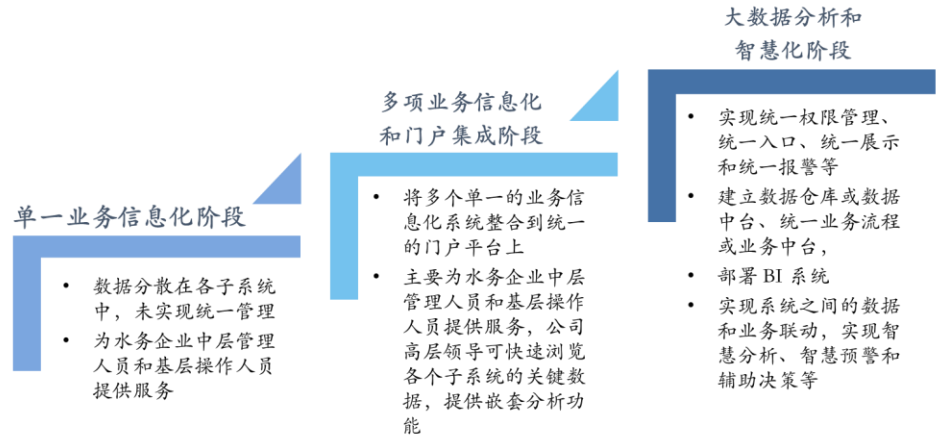 单一业务信息化阶段
• 数据分散在各子系统
中，未实现统一管理
• 为水务企业中层管理
人员和基层操作人员
提供服务
多项业务信息化
和门户集成阶段
• 将多个单一的业务信
息化系统整合到统一
的门户平台上
• 主要为水务企业中层
管理人员和基层操作
人员提供服务，公司
高层领导可快速浏览
各个子系统的关键数
据，提供嵌套分析功
能
大数据分析和
智慧化阶段
• 实现统一权限管理、
统一入口、统一展示
和统一报警等
• 建立数据仓库或数据
中台、统一业务流程
或业务中台，
• 部署 BI 系统
• 实现系统之间的数据
和业务联动，实现智
慧分析、智慧预警和
辅助决策等